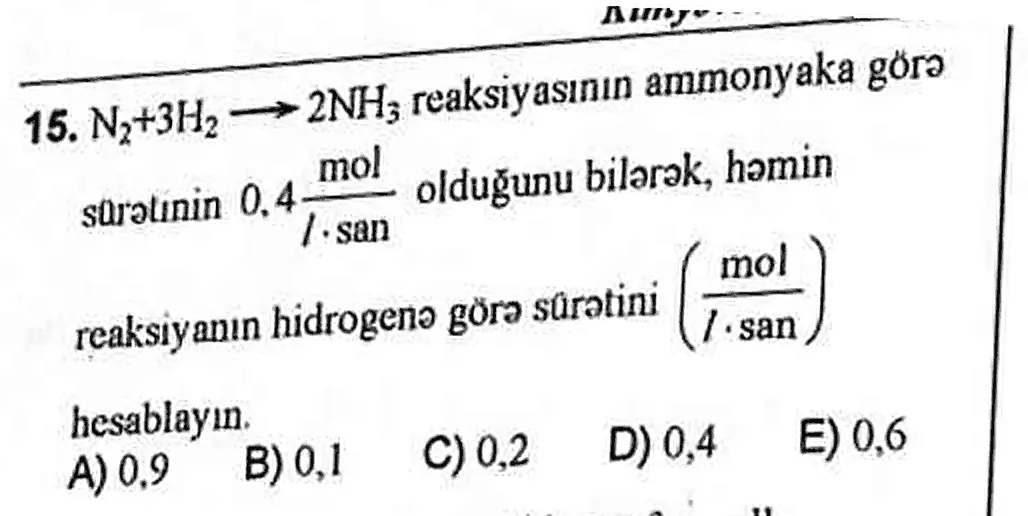 15. N₂+3H₂ ⟶ 2NH₃ reaksiyasının ammonyaka görə
sürətinin 0,4 mol/l·san olduğunu bilərək, həmin
reaksiyanın hidrogenə görə sürətini (mol/l·san)
hesablayın.
A) 0,9 B) 0,1 C) 0,2 D) 0,4 E) 0,6